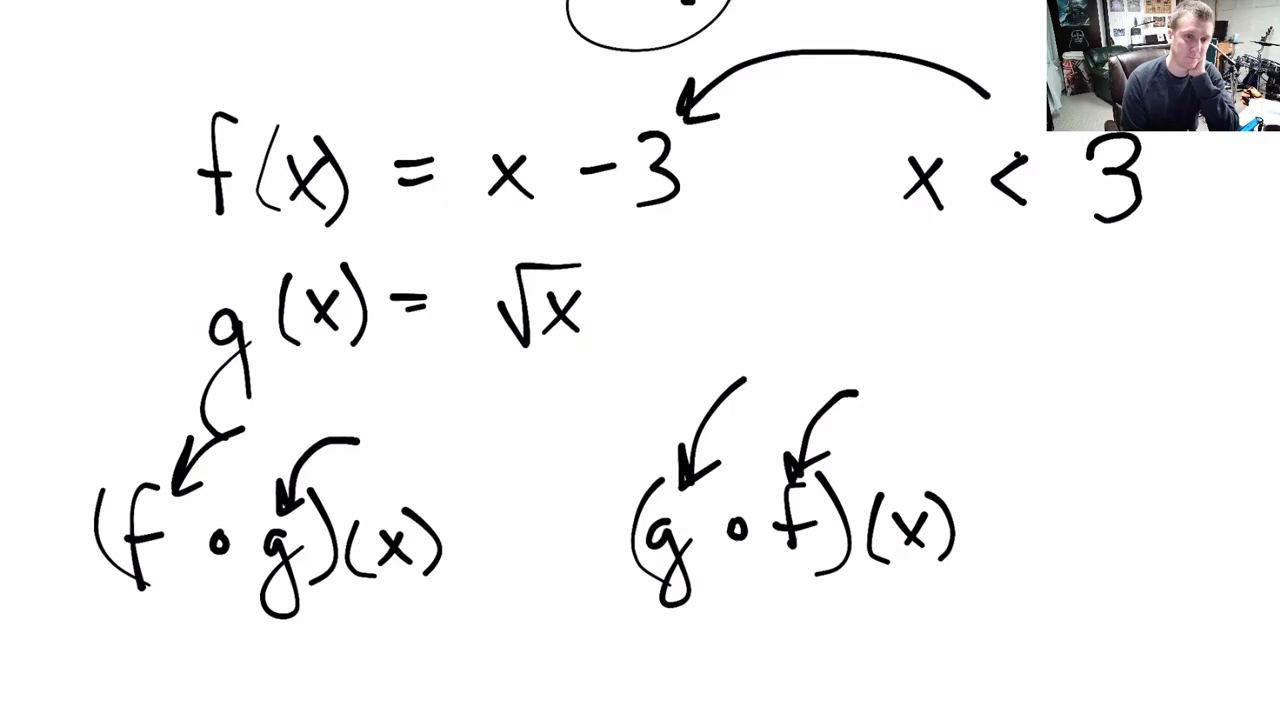 f(x) = x - 3 x < 3
g(x) = √x
(f ∘ g)(x) (g ∘ f)(x)